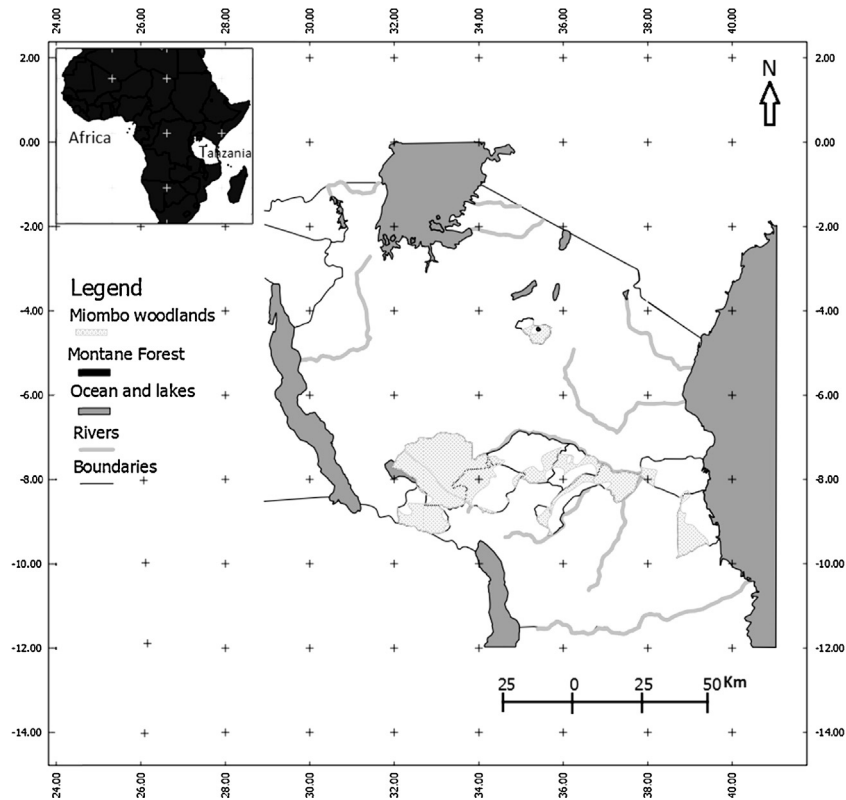 24.00 26.00 28.00 30.00 32.00 34.00 36.00 38.00 40.00
2.00 2.00
N
Africa
0.00 0.00
Tanzania
-2.00 -2.00
Legend
Miombo woodlands
-4.00 -4.00
Montane Forest
Ocean and lakes
-6.00 -6.00
Rivers
Boundaries
-8.00 -8.00
-10.00 -10.00
-12.00 -12.00
25 0 25 50 Km
-14.00 -14.00
24.00 26.00 28.00 30.00 32.00 34.00 36.00 38.00 40.00